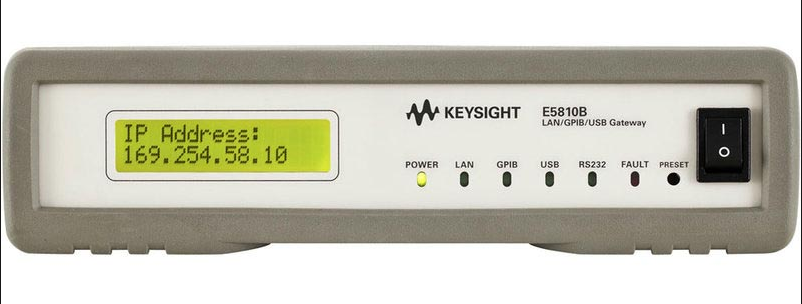 IP Address:
169.254.58.10
KEYSIGHT
E5810B
LAN/GPIB/USB Gateway
POWER LAN GPIB USB RS232 FAULT PRESET
I
O